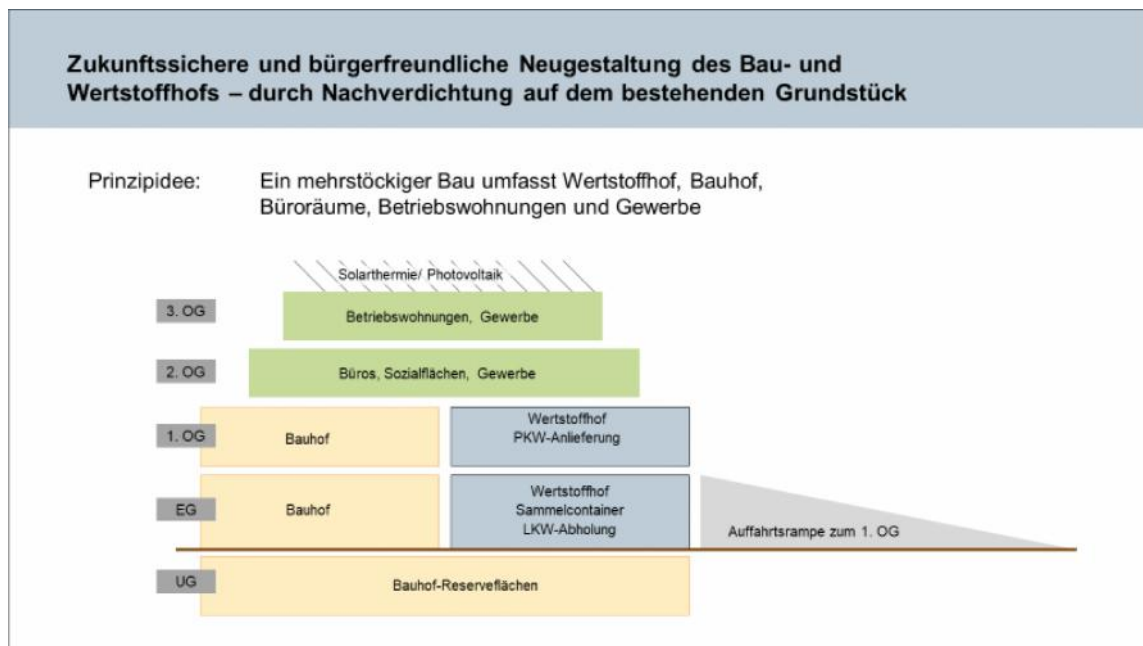 Zukunftssichere und bürgerfreundliche Neugestaltung des Bau- und
Wertstoffhofs – durch Nachverdichtung auf dem bestehenden Grundstück
Prinzipidee:
Ein mehrstöckiger Bau umfasst Wertstoffhof, Bauhof,
Büroräume, Betriebswohnungen und Gewerbe
Solarthermie/ Photovoltaik
3. OG
Betriebswohnungen, Gewerbe
2. OG
Büros, Sozialflächen, Gewerbe
1. OG
Bauhof
Wertstoffhof
PKW-Anlieferung
EG
Bauhof
Wertstoffhof
Sammelcontainer
LKW-Abholung
Auffahrtsrampe zum 1. OG
UG
Bauhof-Reserveflächen